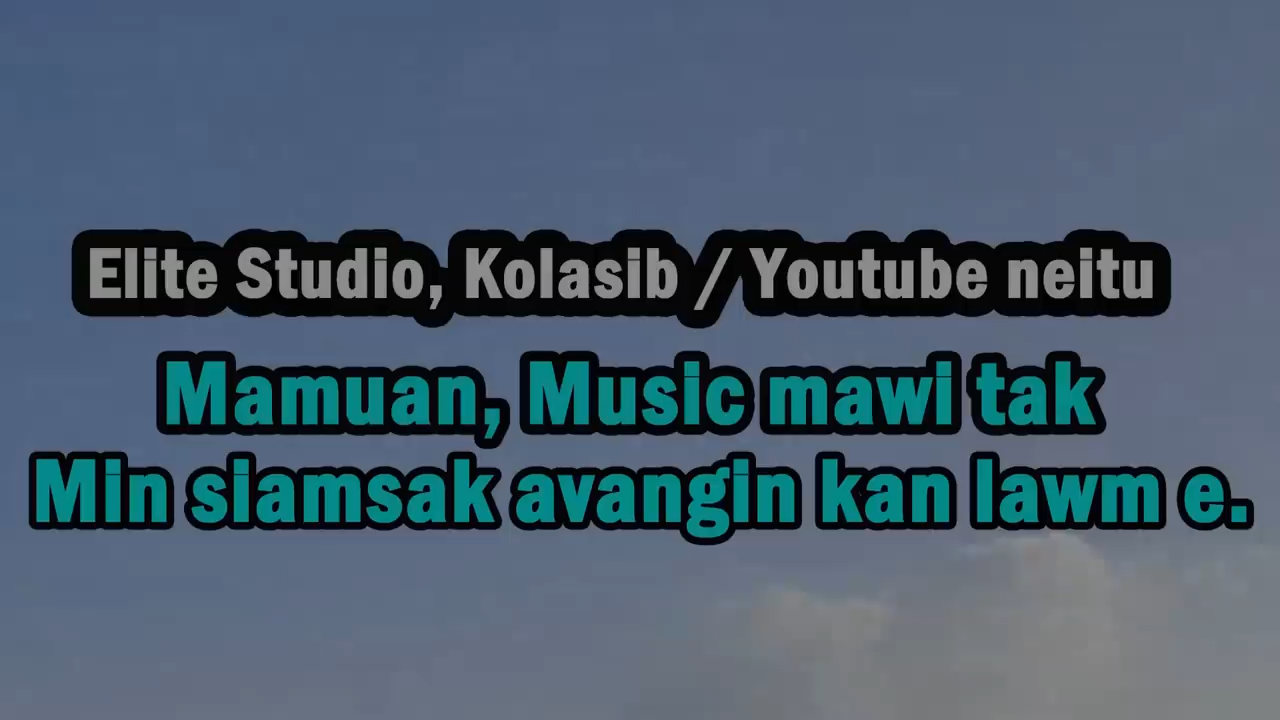 Elite Studio, Kolasib / Youtube neitu
Mamuan, Music mawi tak
Min siamsak avangin kan lawm e.